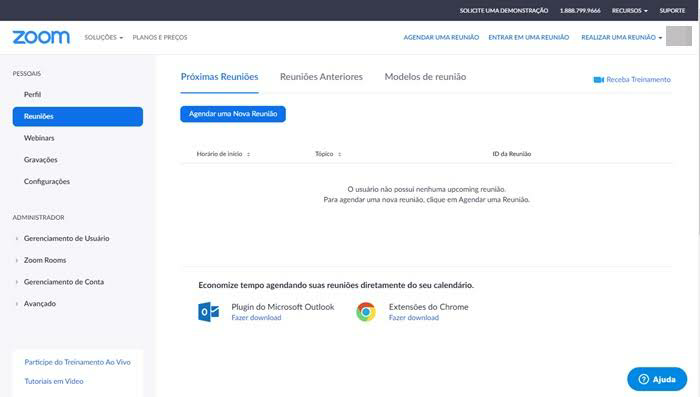 SOLICITE UMA DEMONSTRAÇÃO 1.888.799.9666 RECURSOS SUPORTE
zoom SOLUÇÕES PLANOS E PREÇOS AGENDAR UMA REUNIÃO ENTRAR EM UMA REUNIÃO REALIZAR UMA REUNIÃO
PESSOAIS
Perfil
Reuniões
Webinars
Gravações
Configurações
ADMINISTRADOR
Gerenciamento de Usuário
Zoom Rooms
Gerenciamento de Conta
Avançado
Participe do Treinamento Ao Vivo
Tutoriais em Vídeo
Próximas Reuniões Reuniões Anteriores Modelos de reunião Receba Treinamento
Agendar uma Nova Reunião
Horário de início Tópico ID da Reunião
O usuário não possui nenhuma upcoming reunião.
Para agendar uma nova reunião, clique em Agendar uma Reunião.
Economize tempo agendando suas reuniões diretamente do seu calendário.
Plugin do Microsoft Outlook Extensões do Chrome
Fazer download Fazer download
Ajuda